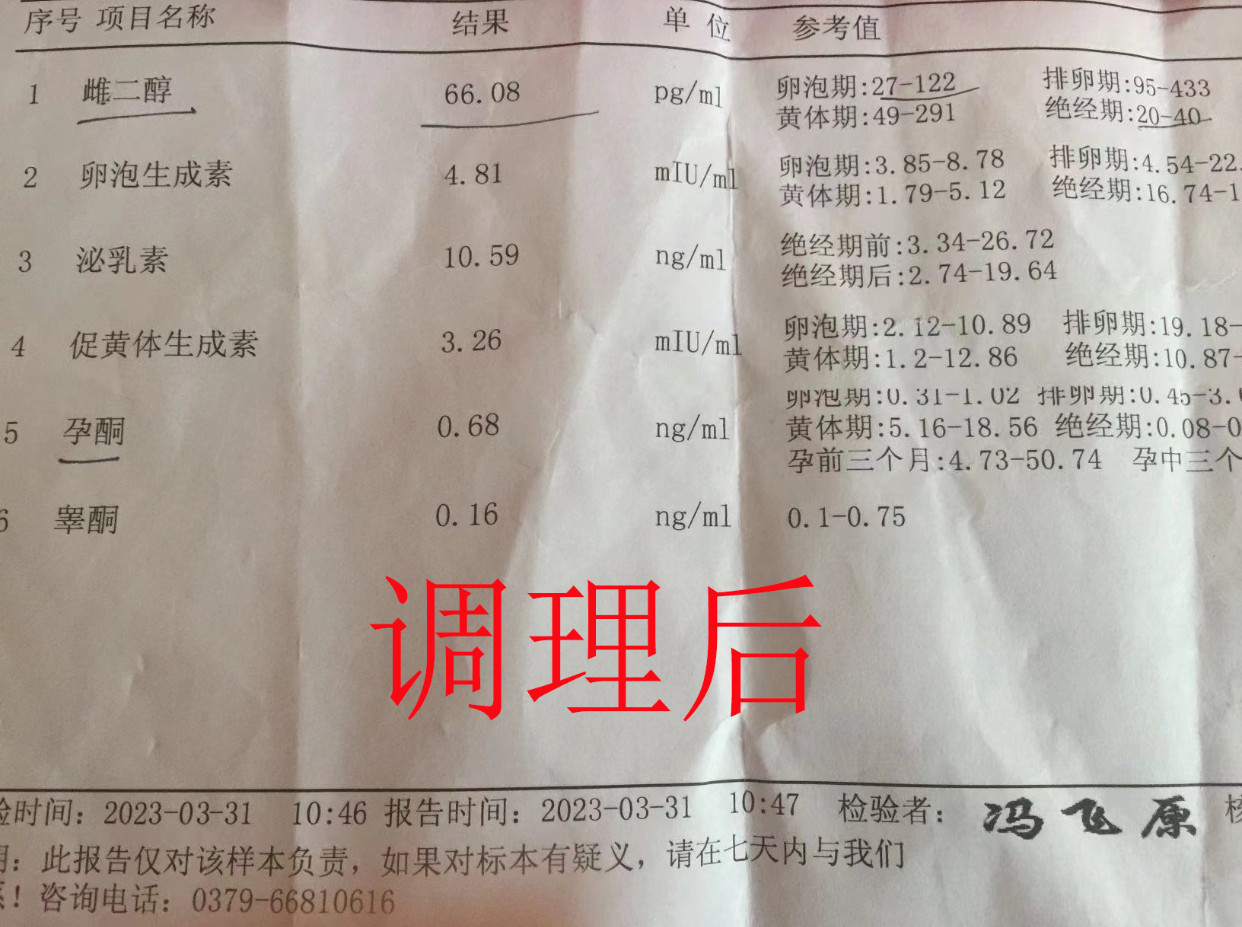 序号 项目名称 结果 单位 参考值
1 雌二醇 66.08 pg/ml 卵泡期:27-122 排卵期:95-433
黄体期:49-291 绝经期:20-40
2 卵泡生成素 4.81 mIU/ml 卵泡期:3.85-8.78 排卵期:4.54-22.
黄体期:1.79-5.12 绝经期:16.74-1
3 泌乳素 10.59 ng/ml 绝经期前:3.34-26.72
绝经期后:2.74-19.64
4 促黄体生成素 3.26 mIU/ml 卵泡期:2.12-10.89 排卵期:19.18-
黄体期:1.2-12.86 绝经期:10.87-
卵泡期:0.31-1.02 排卵期:0.45-3.
5 孕酮 0.68 ng/ml 黄体期:5.16-18.56 绝经期:0.08-0
孕前三个月:4.73-50.74 孕中三个
6 睾酮 0.16 ng/ml 0.1-0.75
调理后
验时间: 2023-03-31 10:46 报告时间: 2023-03-31 10:47 检验者: 冯飞原
明: 此报告仅对该样本负责，如果对标本有疑义，请在七天内与我们
系! 咨询电话: 0379-66810616